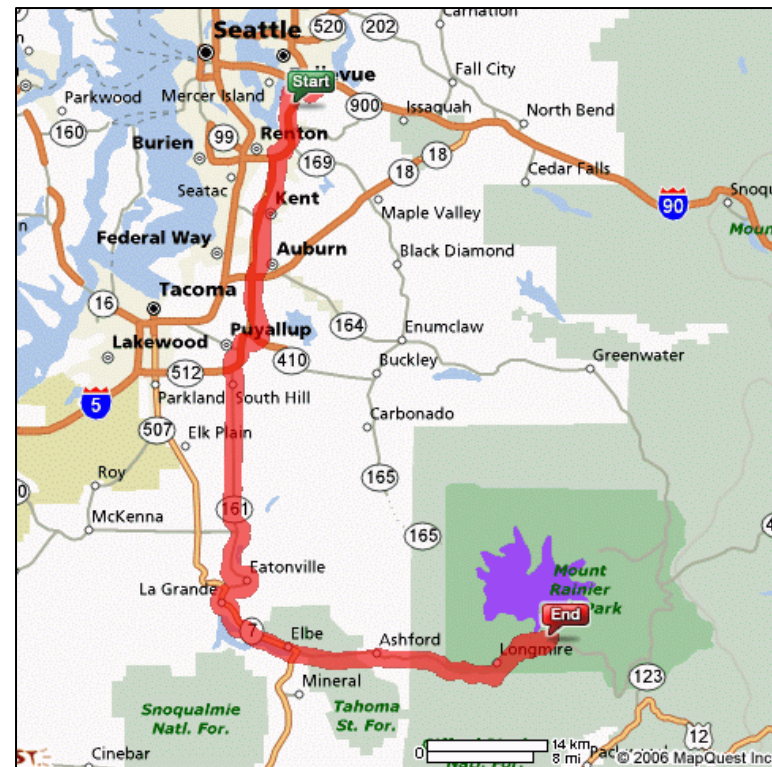 Carnation
Seattle
520
202
Start
Fall City
Mercer Island
Parkwood
900
Issaquah
North Bend
160
99
Renton
Burien
169
18
18
Cedar Falls
Seatac
Kent
90
Maple Valley
Federal Way
Auburn
Black Diamond
Tacoma
16
164
Enumclaw
Lakewood
Puyallup
410
Greenwater
512
Buckley
5
Parkland
South Hill
507
Elk Plain
Carbonado
Roy
165
161
McKenna
165
Eatonville
La Grande
Mount
Rainier
Park
End
7
Elbe
Ashford
Longmire
Mineral
123
Snoqualmie
Natl. For.
Tahoma
St. For.
12
Cinebar
0
14 km
8 mi
© 2006 MapQuest Inc